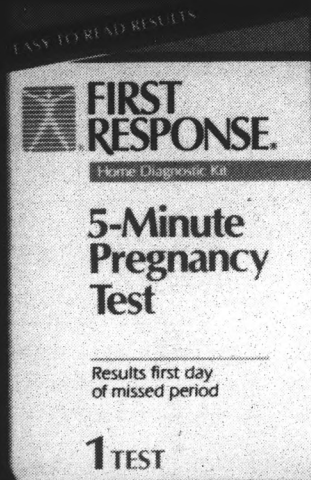 EASY TO READ RESULTS
FIRST
RESPONSE.
Home Diagnostic Kit
5-Minute
Pregnancy
Test
Results first day
of missed period
1 TEST